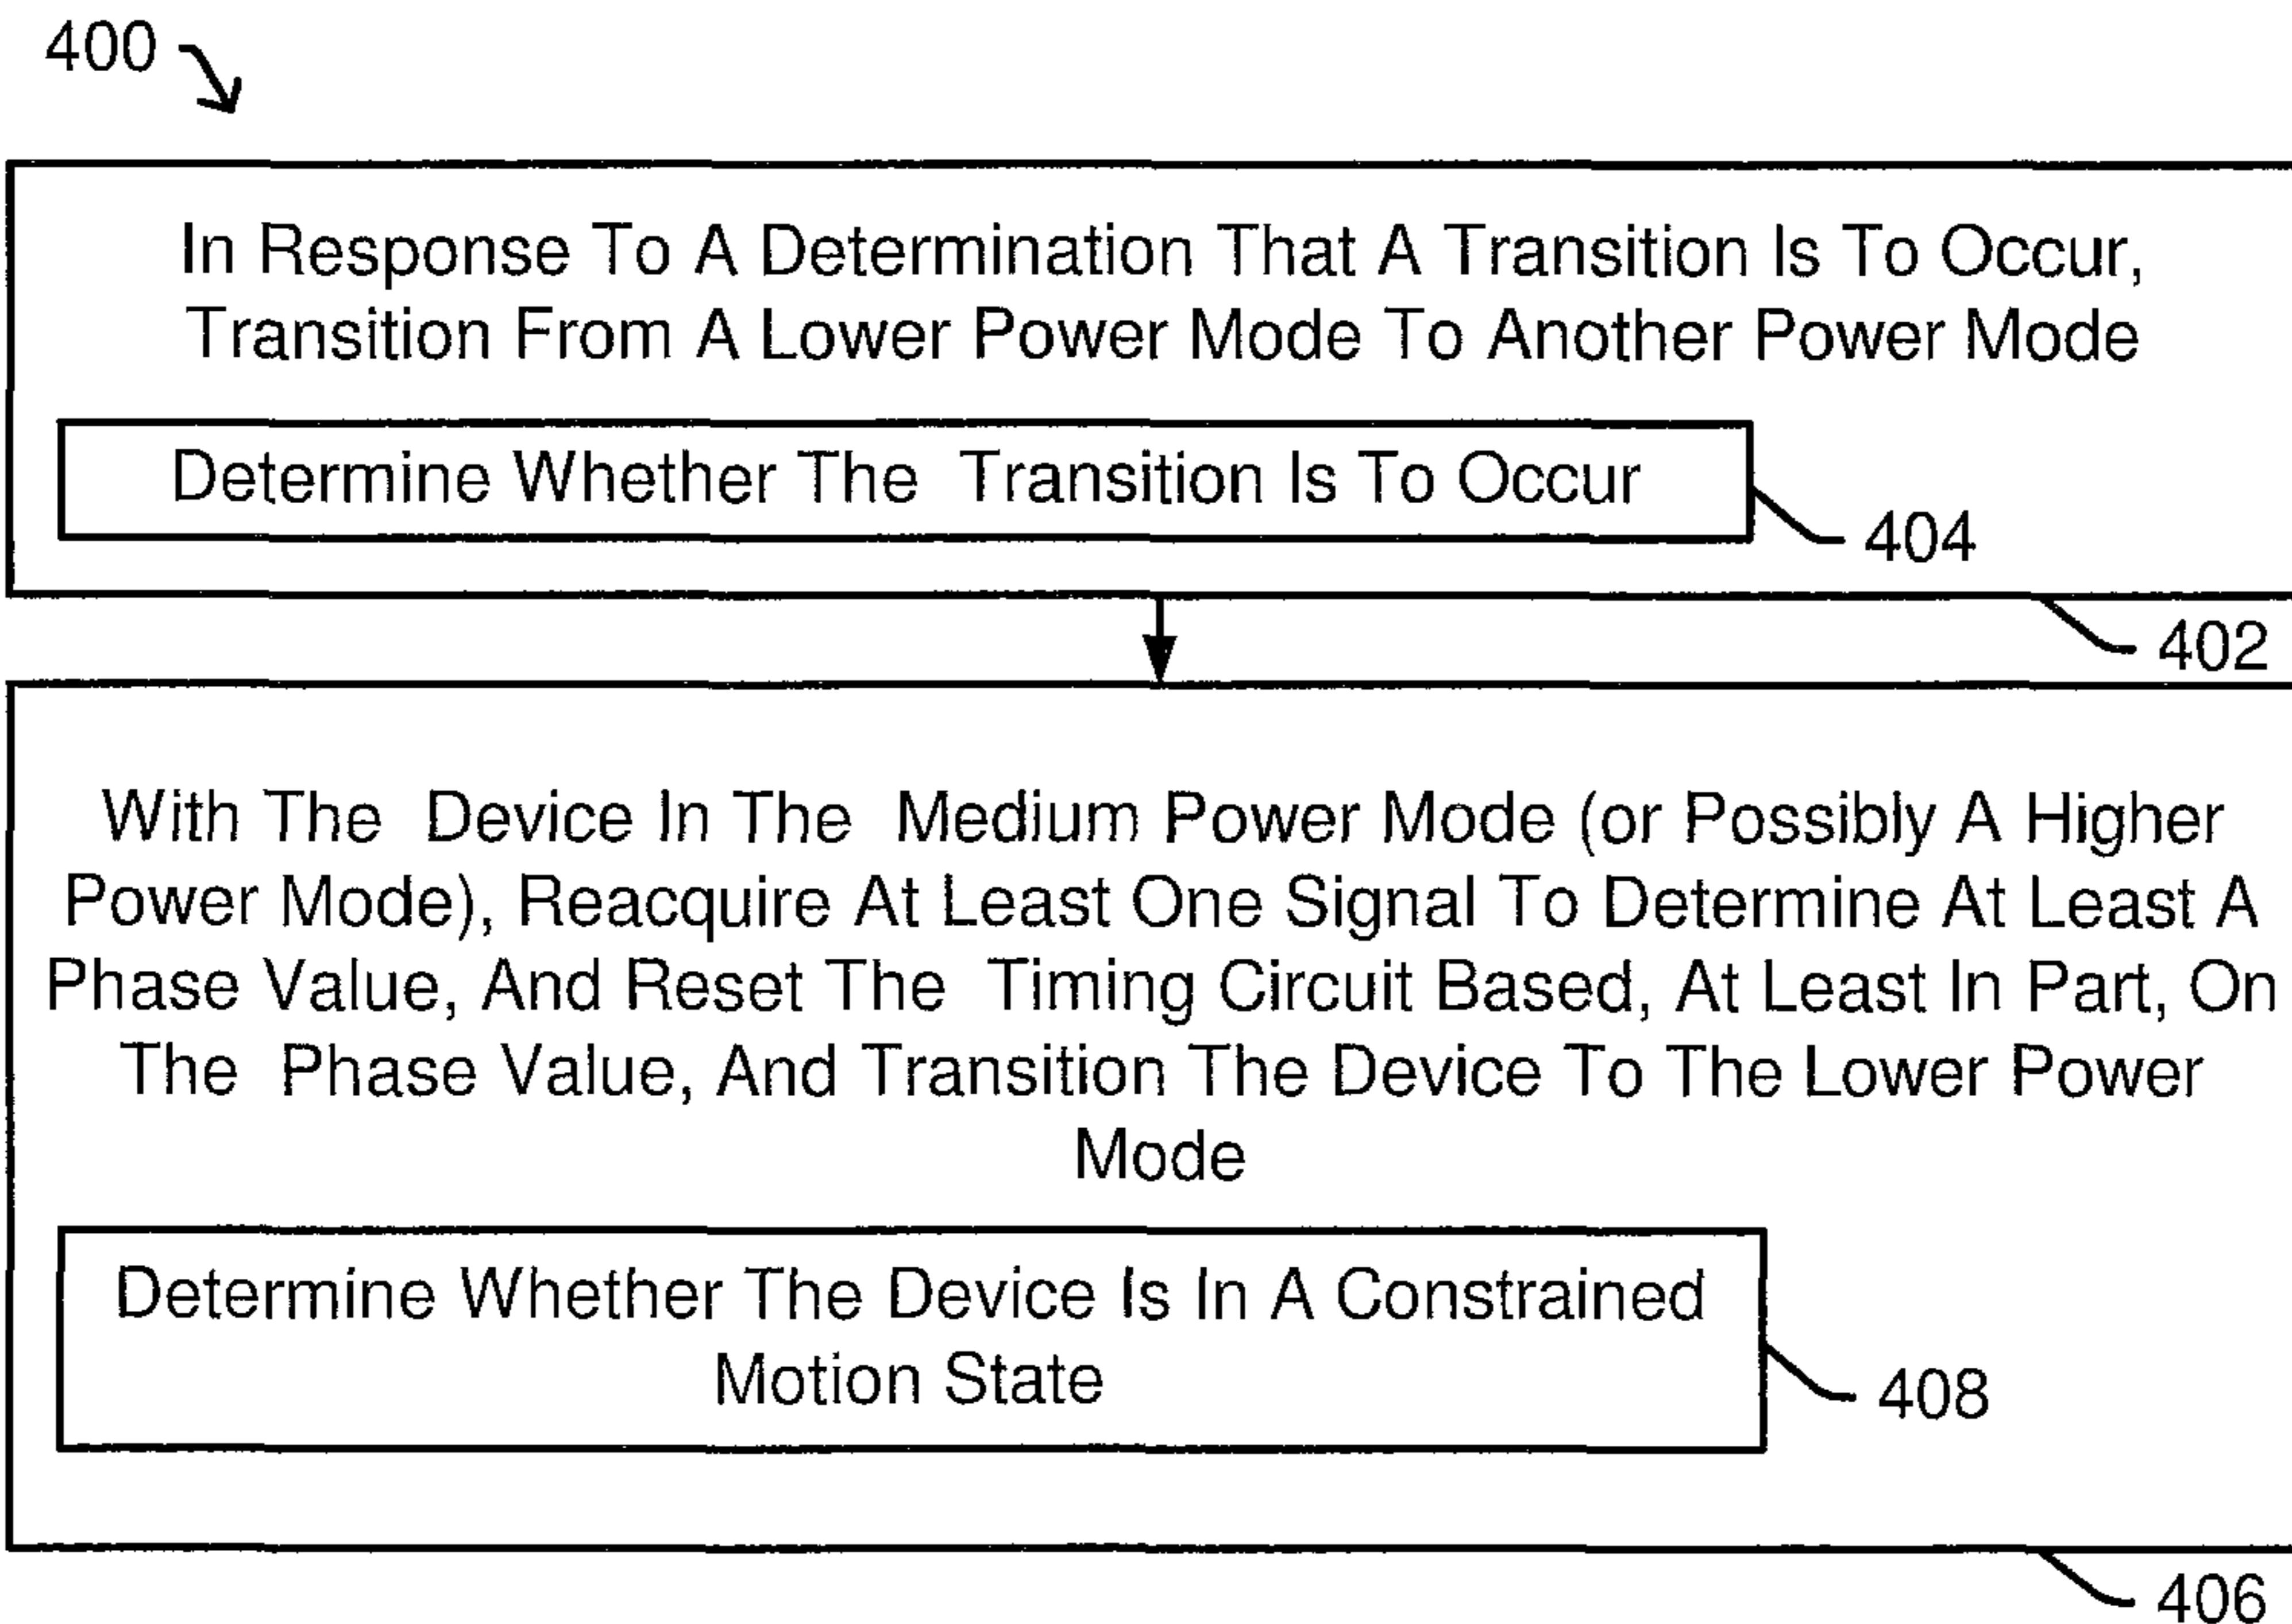 400
In Response To A Determination That A Transition Is To Occur,
Transition From A Lower Power Mode To Another Power Mode
Determine Whether The Transition Is To Occur
404
402
With The Device In The Medium Power Mode (or Possibly A Higher
Power Mode), Reacquire At Least One Signal To Determine At Least A
Phase Value, And Reset The Timing Circuit Based, At Least In Part, On
The Phase Value, And Transition The Device To The Lower Power
Mode
Determine Whether The Device Is In A Constrained
Motion State
408
406